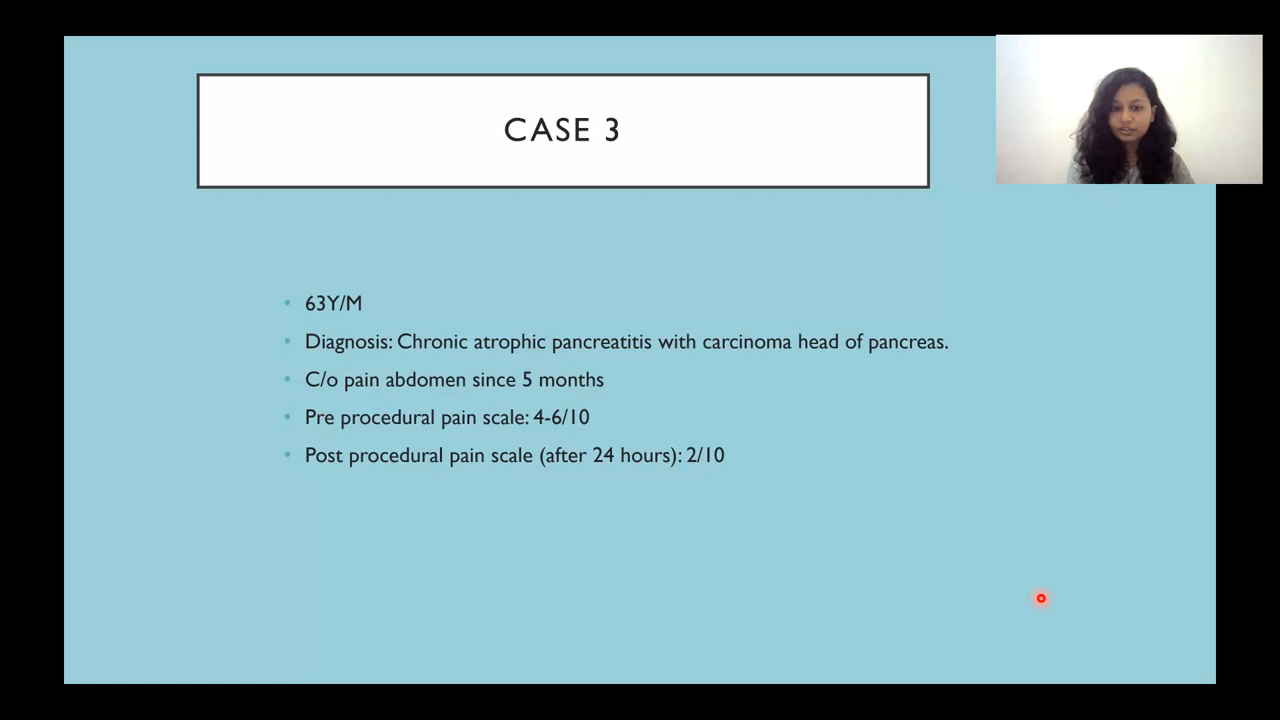 CASE 3
63Y/M
Diagnosis: Chronic atrophic pancreatitis with carcinoma head of pancreas.
C/o pain abdomen since 5 months
Pre procedural pain scale: 4-6/10
Post procedural pain scale (after 24 hours): 2/10